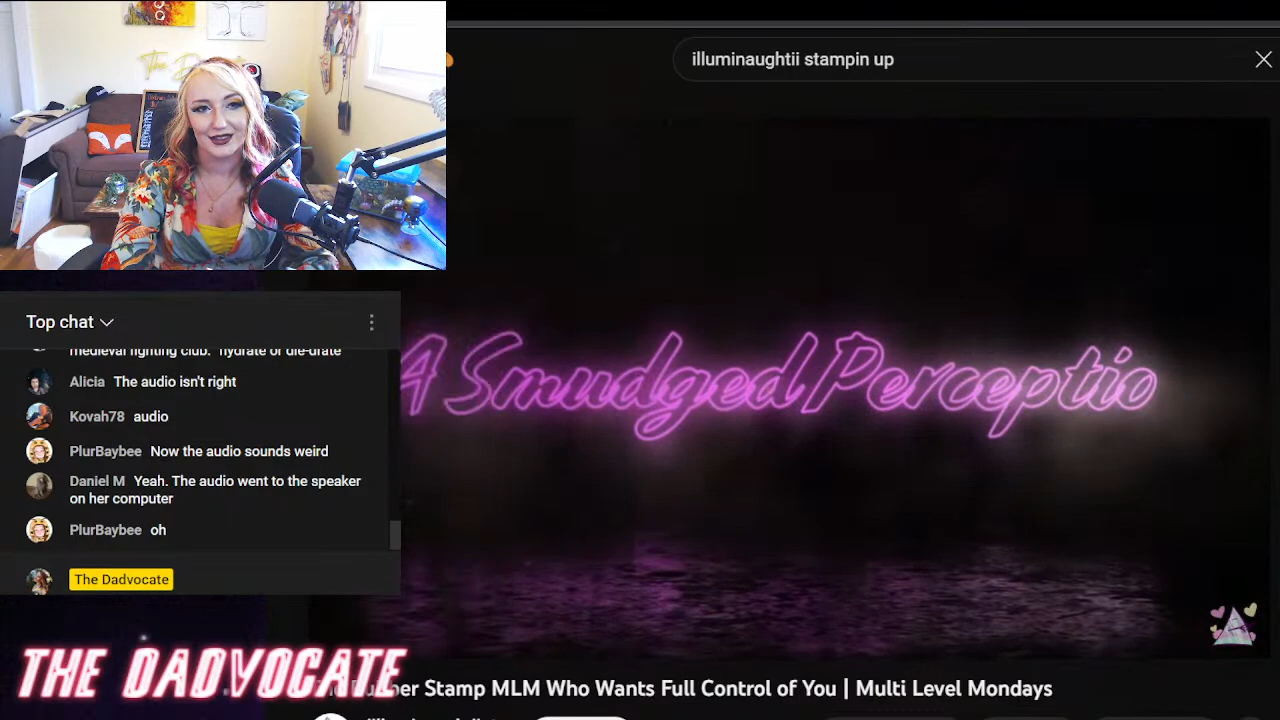 The D
illuminaughtii stampin up
A Smudged Perceptio
Top chat
medieval fighting club. hydrate or die-drate
Alicia The audio isn't right
Kovah78 audio
PlurBaybee Now the audio sounds weird
Daniel M Yeah. The audio went to the speaker
on her computer
PlurBaybee oh
The Dadvocate
THE DADVOCATE
Stamp MLM Who Wants Full Control of You | Multi Level Mondays